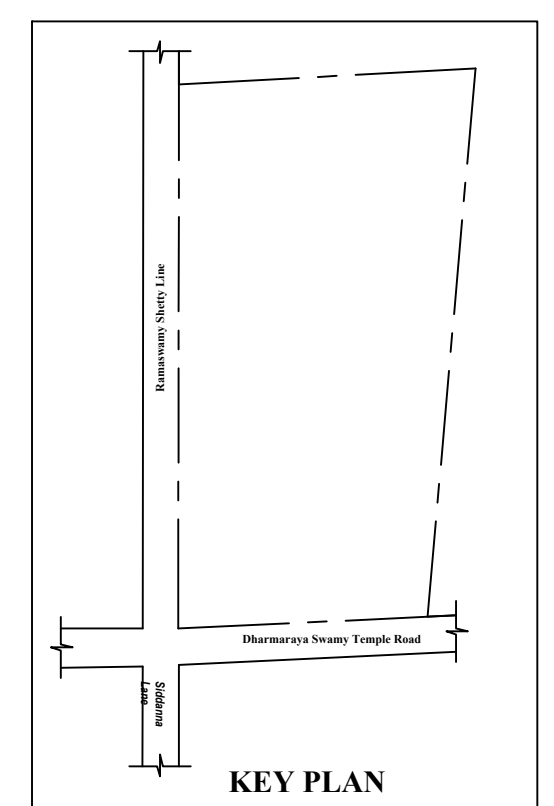 Ramaswamy Shetty Line
Dharmaraya Swamy Temple Road
Siddanna
Lane
KEY PLAN